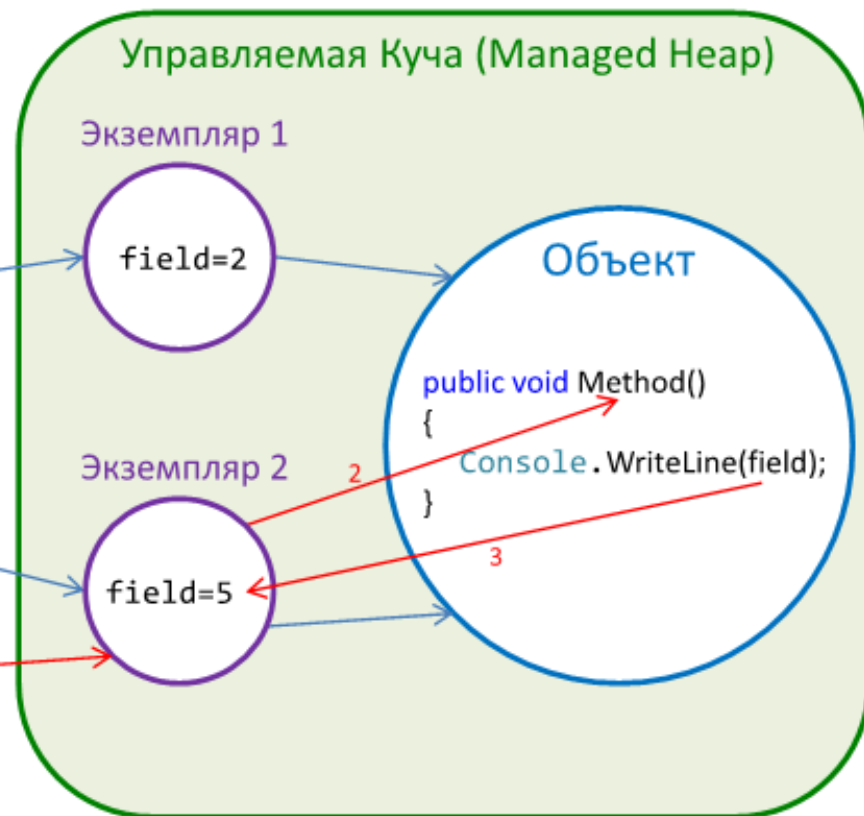 Управляемая Куча (Managed Heap)
Экземпляр 1
field=2
Объект
public void Method()
{
Console.WriteLine(field);
}
Экземпляр 2
2
3
field=5